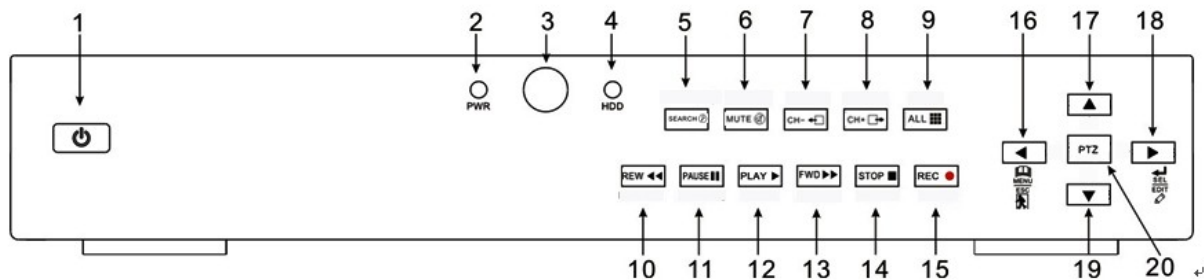 1 2 3 4 5 6 7 8 9 16 17 18
PWR HDD
SEARCH MUTE CH- CH+ ALL
PTZ
REW PAUSE PLAY FWD STOP REC
MENU
ESC
SEL
EDIT
10 11 12 13 14 15 19 20